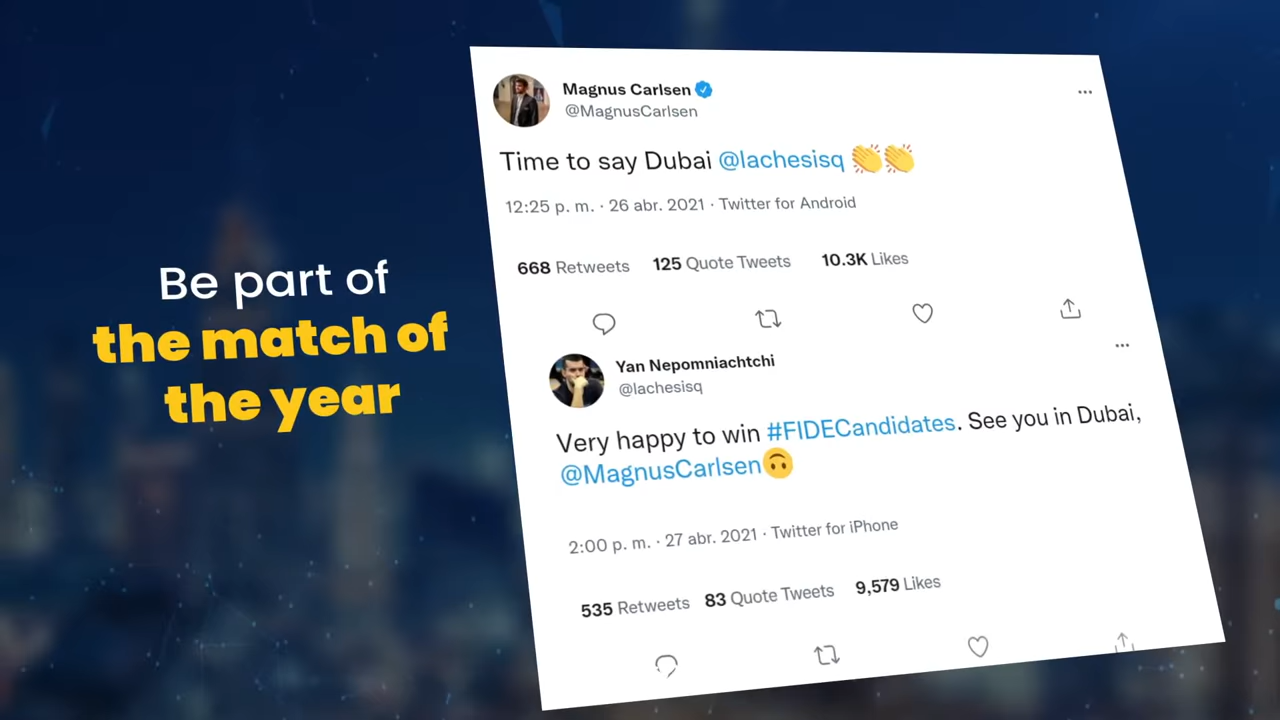 Be part of
the match of
the year
Magnus Carlsen
@MagnusCarlsen
Time to say Dubai @lachesisq 👏👏
12:25 p. m. · 26 abr. 2021 · Twitter for Android
668 Retweets 125 Quote Tweets 10.3K Likes
Yan Nepomniachtchi
@lachesisq
Very happy to win #FIDECandidates. See you in Dubai,
@MagnusCarlsen🙃
2:00 p. m. · 27 abr. 2021 · Twitter for iPhone
535 Retweets 83 Quote Tweets 9,579 Likes